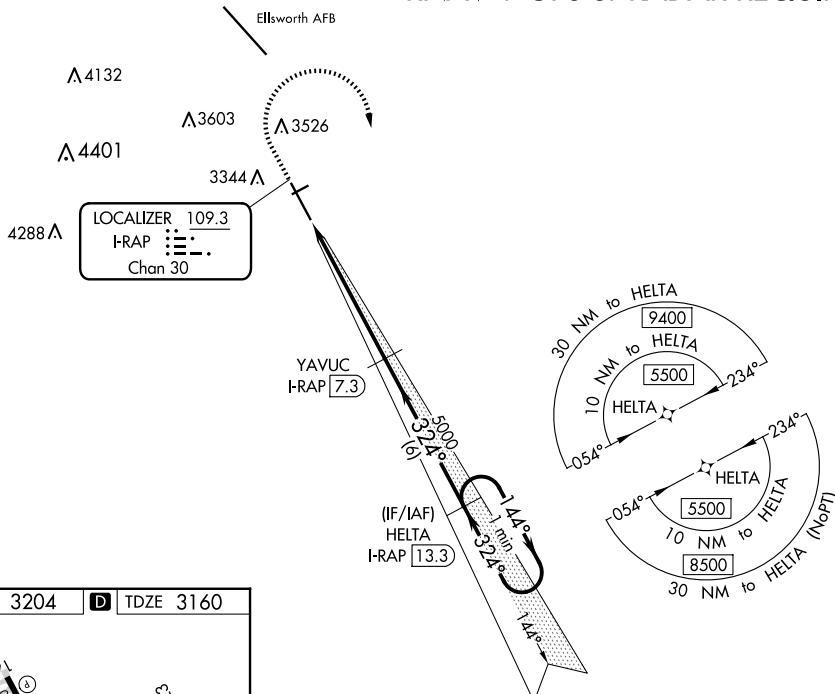 Ellsworth AFB
4132
3603
3526
4401
3344
4288
LOCALIZER 109.3
I-RAP
Chan 30
YAVUC
I-RAP 7.3
5000
324°
(6)
(IF/IAF)
HELTA
I-RAP 13.3
144°
1 min
324°
144°
30 NM to HELTA
9400
10 NM to HELTA
5500
234°
HELTA
054°
234°
HELTA
054°
5500
10 NM to HELTA
8500
30 NM to HELTA (NoPT)
3204 D TDZE 3160
P